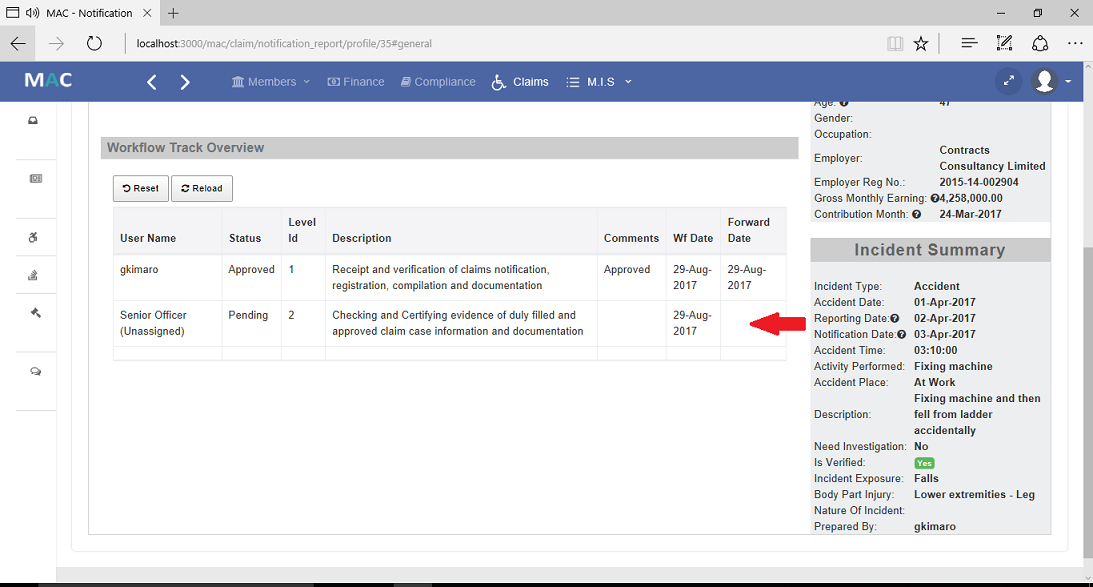 MAC - Notification
localhost:3000/mac/claim/notification_report/profile/35#general
MAC
Members
Finance
Compliance
Claims
M.I.S
Workflow Track Overview
Reset
Reload
User Name Status Level Id Description Comments Wf Date Forward Date
gkimaro Approved 1 Receipt and verification of claims notification, Approved 29-Aug- 29-Aug-
registration, compilation and documentation 2017 2017
Senior Officer Pending 2 Checking and Certifying evidence of duly filled and 29-Aug-
(Unassigned) approved claim case information and documentation 2017
Age: 47
Gender:
Occupation:
Employer: Contracts
Consultancy Limited
Employer Reg No.: 2015-14-002904
Gross Monthly Earning: 4,258,000.00
Contribution Month: 24-Mar-2017
Incident Summary
Incident Type: Accident
Accident Date: 01-Apr-2017
Reporting Date: 02-Apr-2017
Notification Date: 03-Apr-2017
Accident Time: 03:10:00
Activity Performed: Fixing machine
Accident Place: At Work
Description: Fixing machine and then
fell from ladder
accidentally
Need Investigation: No
Is Verified: Yes
Incident Exposure: Falls
Body Part Injury: Lower extremities - Leg
Nature Of Incident:
Prepared By: gkimaro